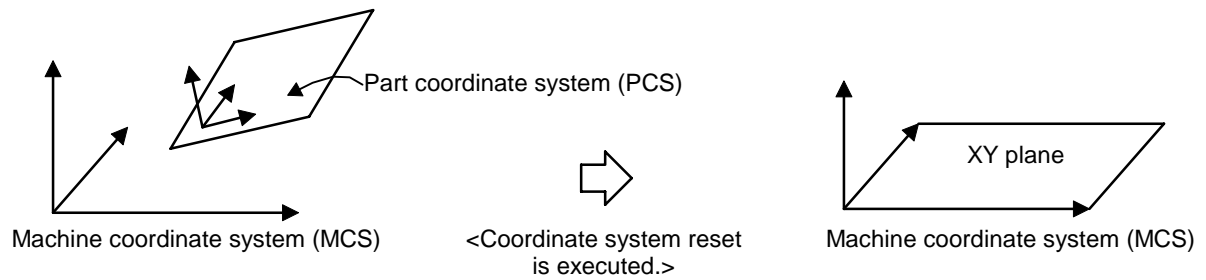 Part coordinate system (PCS)
XY plane
Machine coordinate system (MCS)
<Coordinate system reset
is executed.>
Machine coordinate system (MCS)